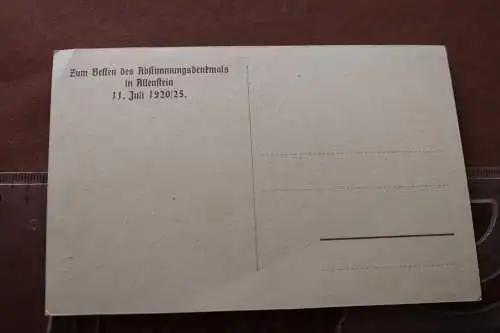 Zum Besten des Abstimmungsdenkmals
in Allenstein
11. Juli 1920/25.